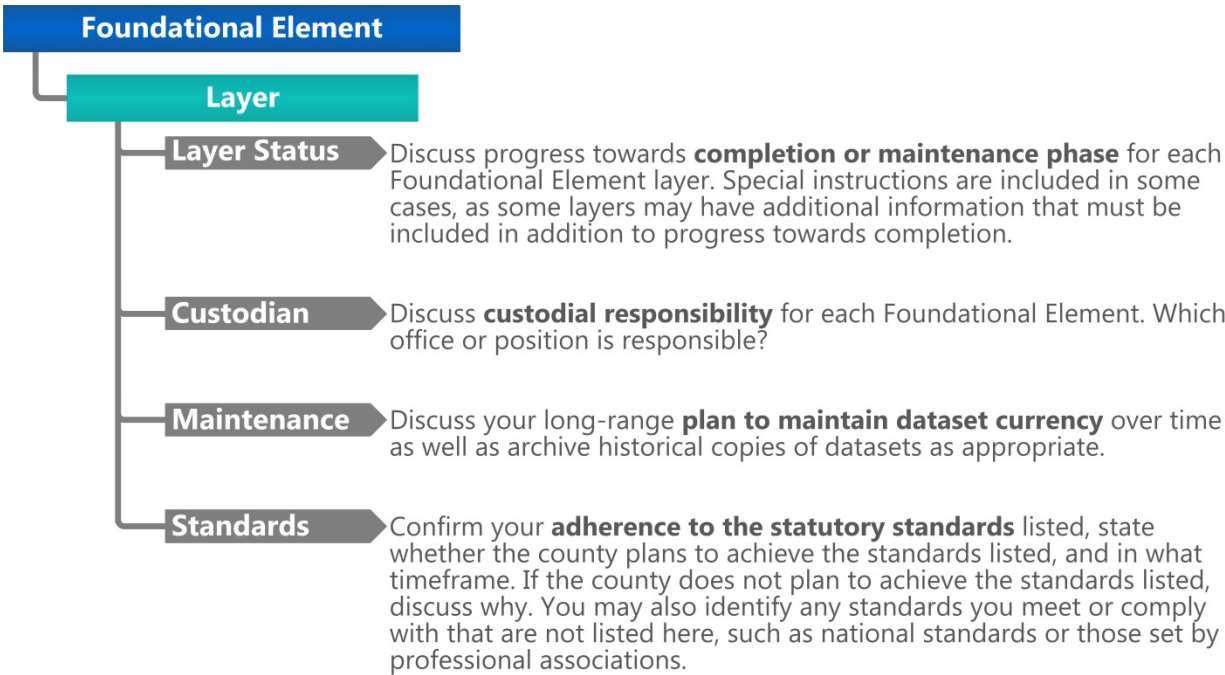 Foundational Element
Layer
Layer Status
Discuss progress towards completion or maintenance phase for each
Foundational Element layer. Special instructions are included in some
cases, as some layers may have additional information that must be
included in addition to progress towards completion.
Custodian
Discuss custodial responsibility for each Foundational Element. Which
office or position is responsible?
Maintenance
Discuss your long-range plan to maintain dataset currency over time
as well as archive historical copies of datasets as appropriate.
Standards
Confirm your adherence to the statutory standards listed, state
whether the county plans to achieve the standards listed, and in what
timeframe. If the county does not plan to achieve the standards listed,
discuss why. You may also identify any standards you meet or comply
with that are not listed here, such as national standards or those set by
professional associations.